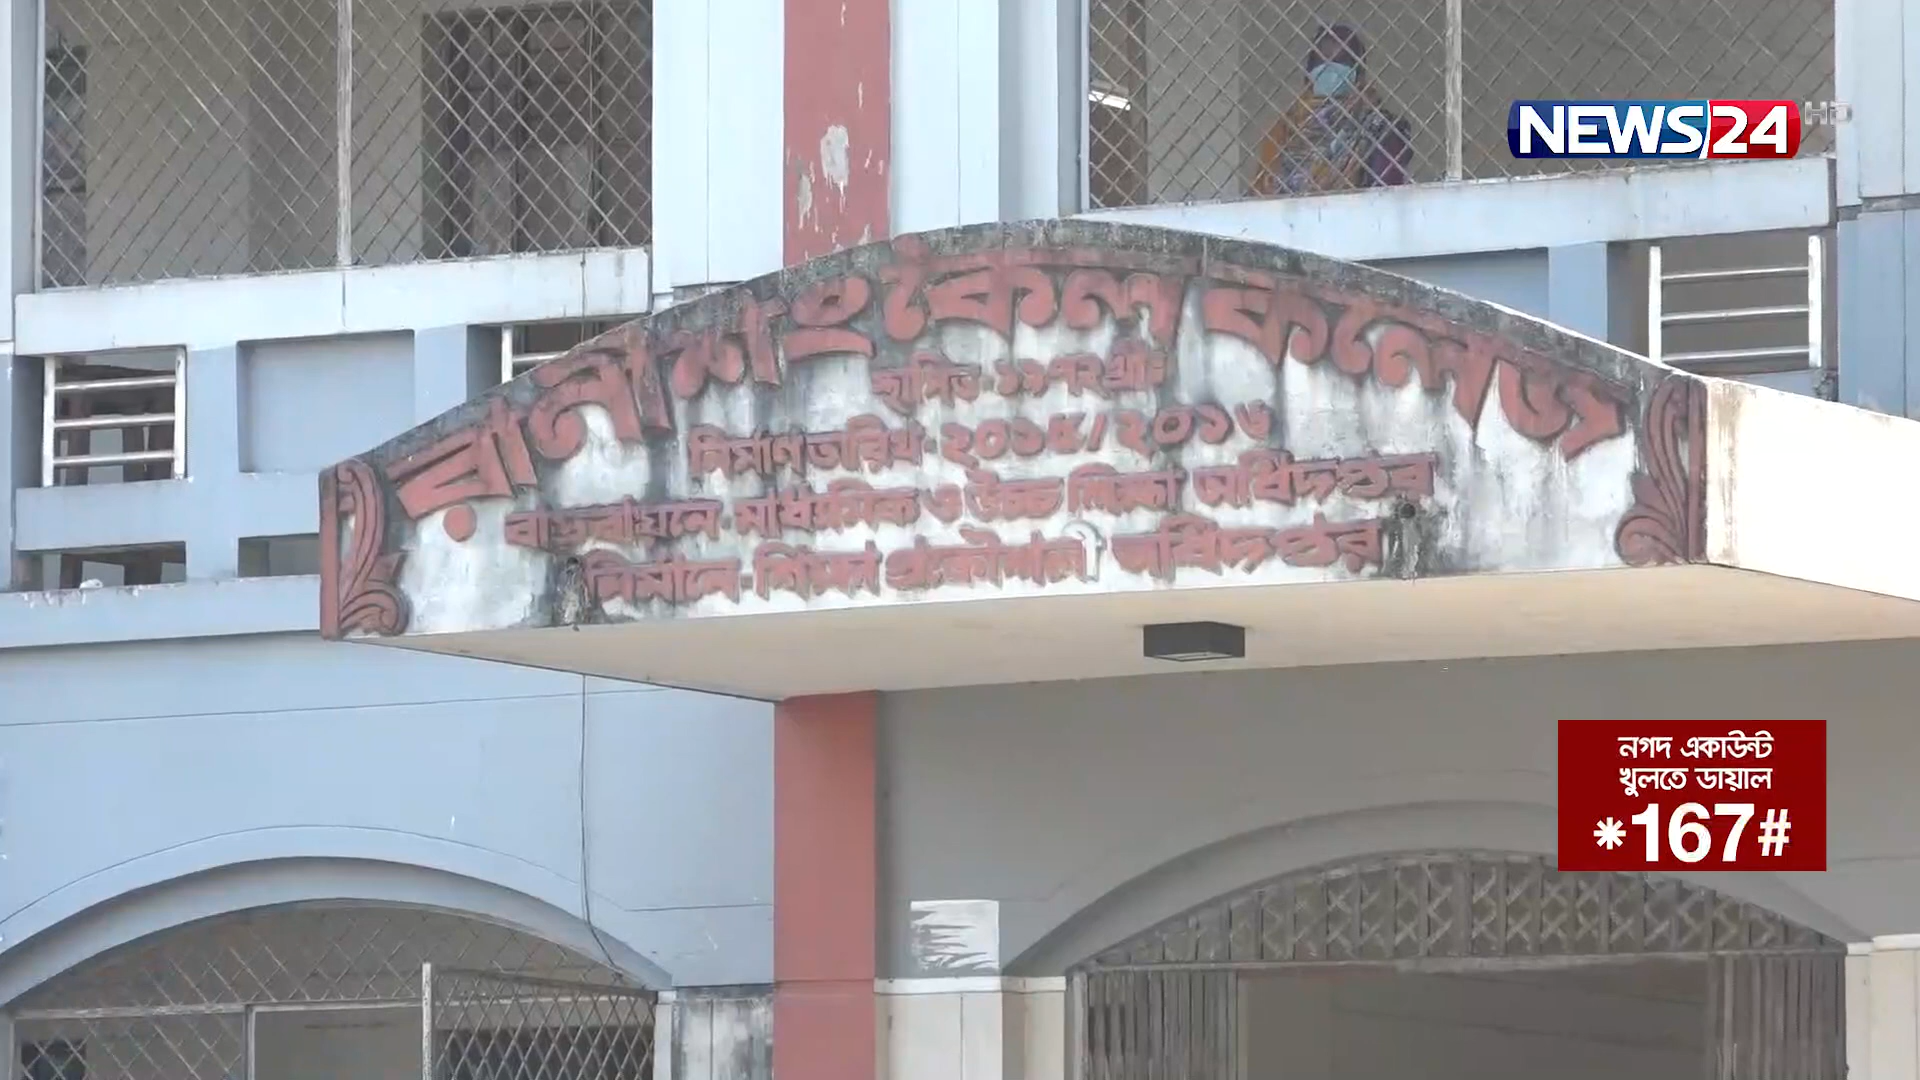 NEWS24 HD
রাণীশংকৈল কলেজ
স্থাপিত-১৯৭২খ্রীঃ
নির্মাণ তারিখ-২০১৫/২০১৬
বাস্তবায়নে-মাধ্যমিক ও উচ্চ শিক্ষা অধিদপ্তর
নির্মানে-শিক্ষা প্রকৌশলী অধিদপ্তর
নগদ একাউন্ট
খুলতে ডায়াল
*167#